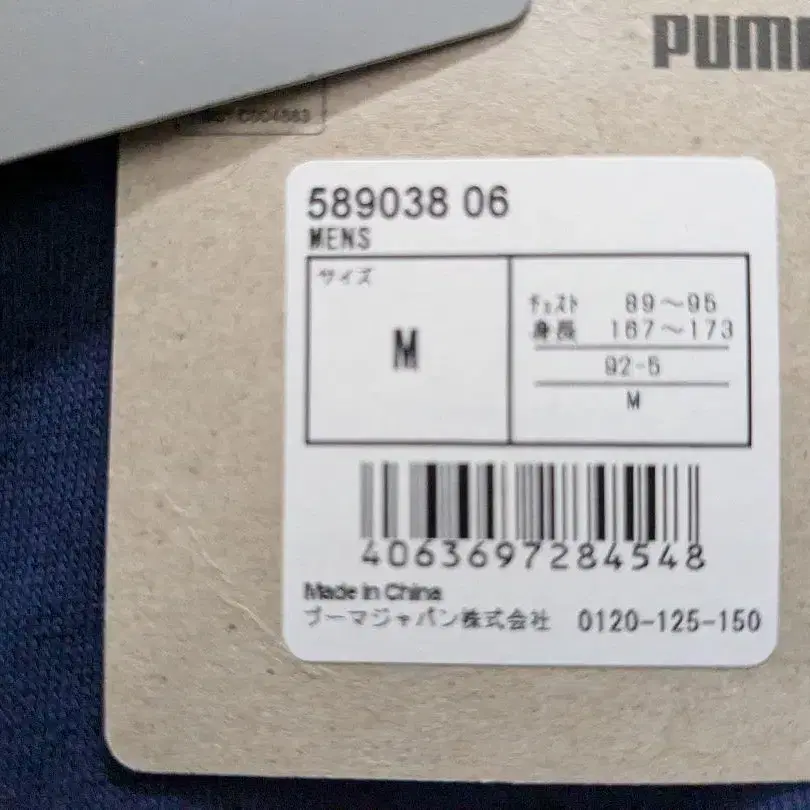 PUM
589038 06
MENS
サイズ
M
チェスト 89～95
身長 167～173
92-5
M
4063697284548
Made in China
プーマジャパン株式会社 0120-125-150